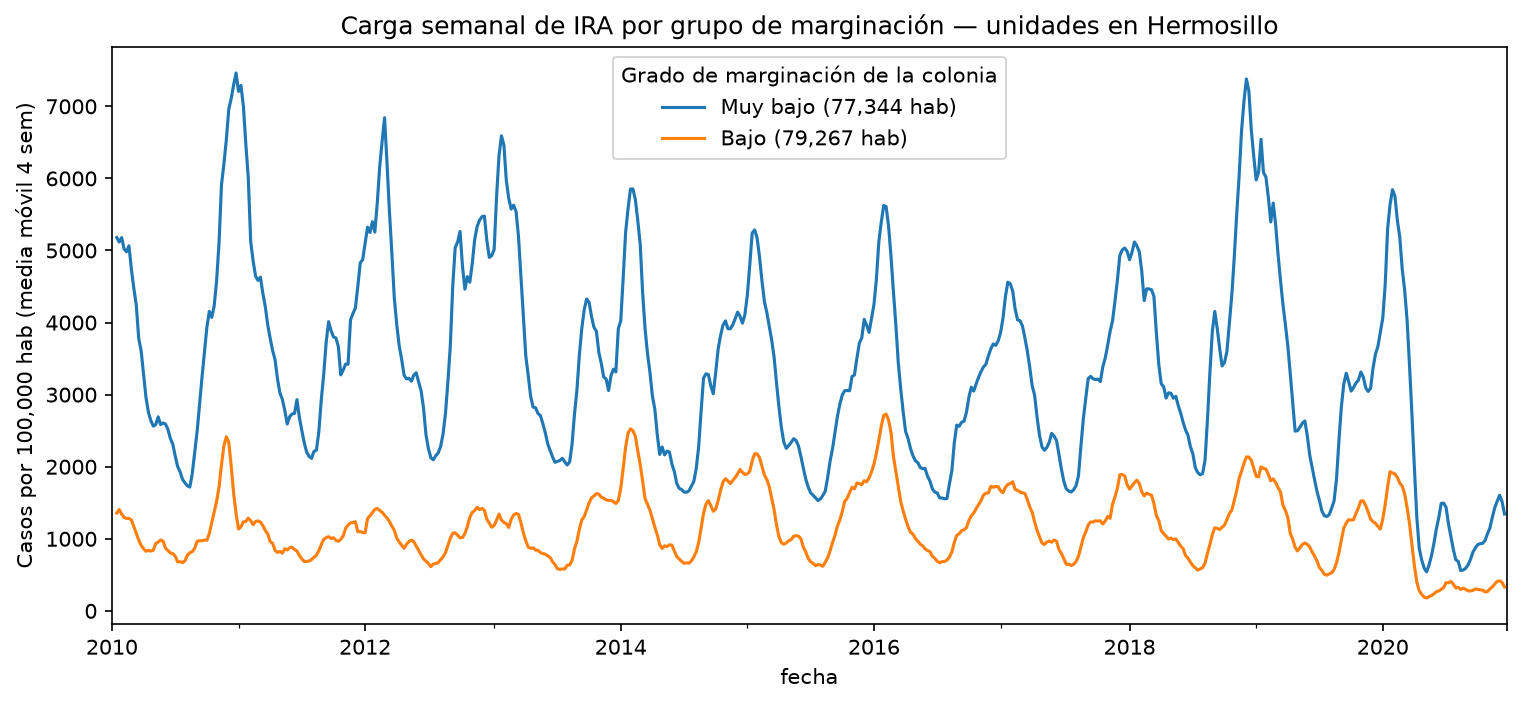 Carga semanal de IRA por grupo de marginación — unidades en Hermosillo
Casos por 100,000 hab (media móvil 4 sem)
7000
6000
5000
4000
3000
2000
1000
0
Grado de marginación de la colonia
Muy bajo (77,344 hab)
Bajo (79,267 hab)
2010
2012
2014
2016
2018
2020
fecha